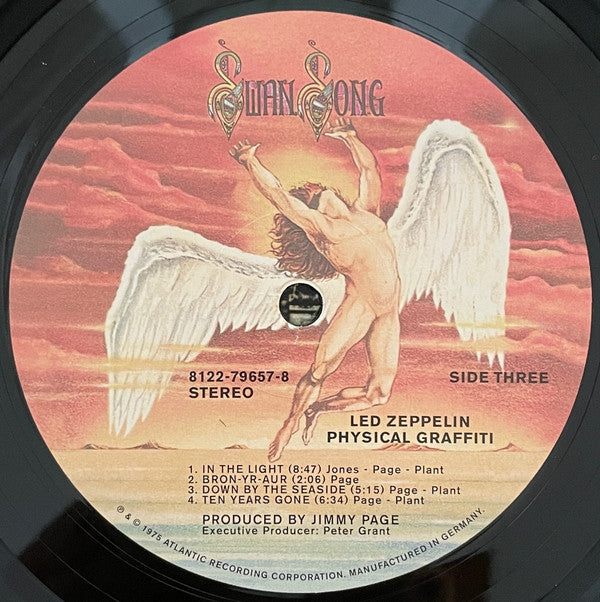 SWAN SONG
8122-79657-8
STEREO
SIDE THREE
LED ZEPPELIN
PHYSICAL GRAFFITI
1. IN THE LIGHT (8:47) Jones - Page - Plant
2. BRON-YR-AUR (2:06) Page
3. DOWN BY THE SEASIDE (5:15) Page - Plant
4. TEN YEARS GONE (6:34) Page - Plant
PRODUCED BY JIMMY PAGE
Executive Producer: Peter Grant
℗ & © 1975 ATLANTIC RECORDING CORPORATION. MANUFACTURED IN GERMANY.